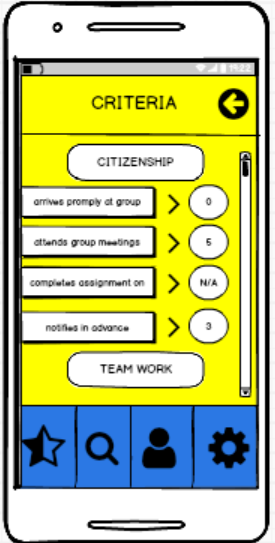 11:22
CRITERIA
CITIZENSHIP
arrives promply at group
0
attends group meetings
5
completes assignment on
N/A
notifies in advance
3
TEAM WORK